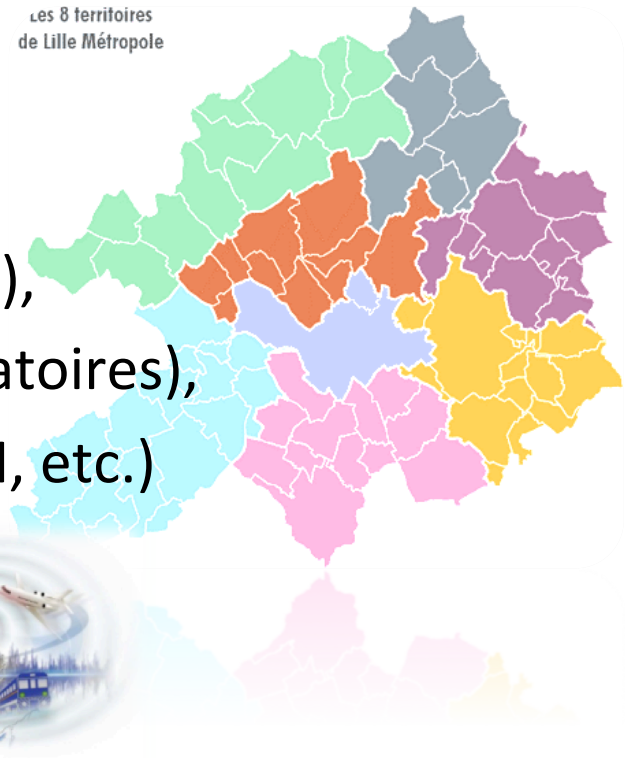 Les 8 territoires
de Lille Métropole
),
atoires),
, etc.)